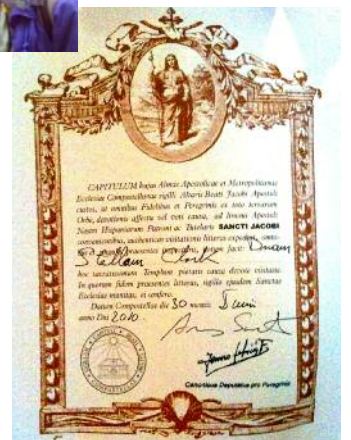 CAPITULUM hujus Almae Apostolicae et Metropolitanae
Ecclesiae Compostellanae sigilli Altaris Beati Jacobi Apostoli
custos, ut omnibus Fidelibus et Peregrinis ex toto terrarum
Orbe, devotionis affectu vel voti causa, ad limina Apostoli
Nostri Hispaniarum Patroni ac Tutelaris SANCTI JACOBI
convenientibus, authenticas visitationis litteras expediat, omni-
bus et singulis praesentes inspecturis, notum facit:
hoc sacratissimum Templum pietatis causa devote visitasse.
In quorum fidem praesentes litteras, sigillo ejusdem Sanctae
Ecclesiae munitas, ei confero.
Datum Compostellae die 30 mensis Junii
anno Dni 2010.
Canonicus Deputatus pro Peregrinis